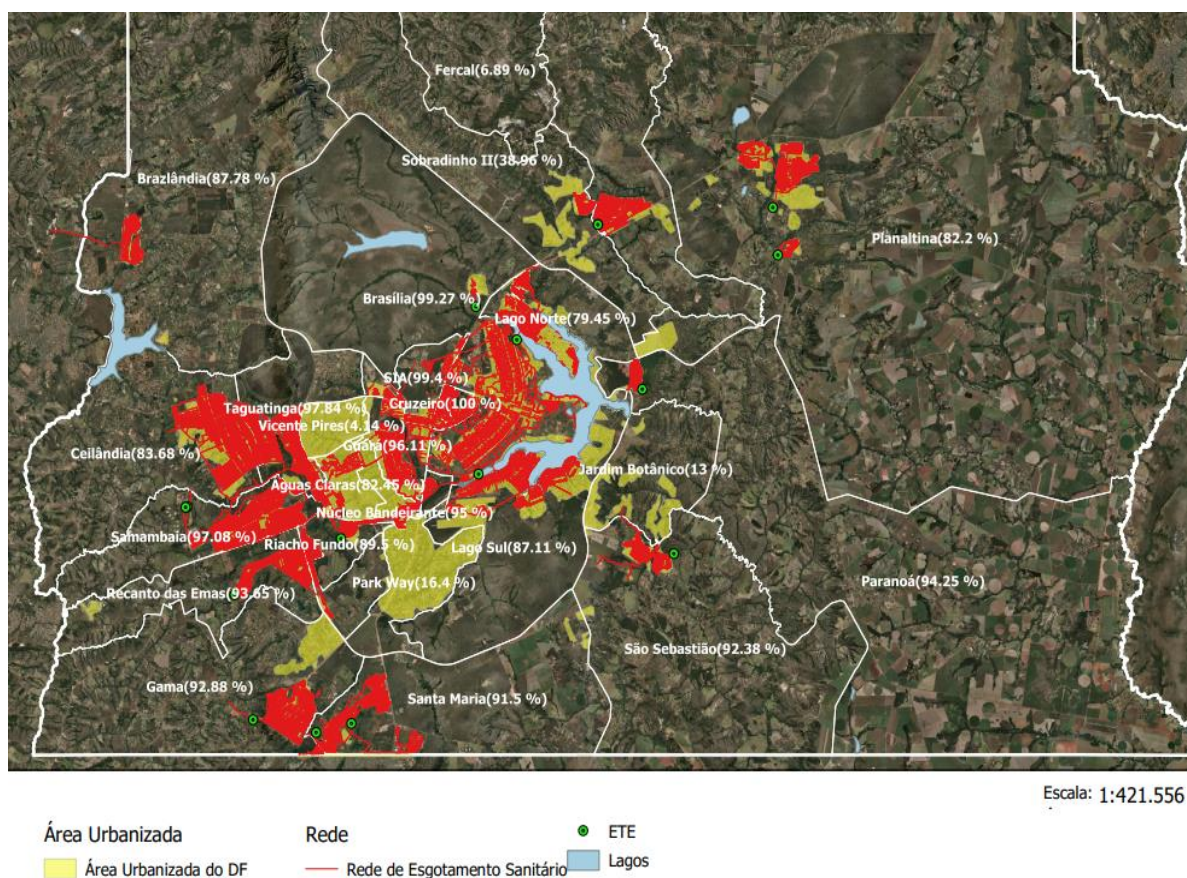 Fercal(6.89 %)
Sobradinho II(38.96 %)
Brazlândia(87.78 %)
Planaltina(82.2 %)
Brasília(99.27 %)
Lago Norte(79.45 %)
SIA(99.4 %)
Cruzeiro(100 %)
Taguatinga(97.84 %)
Vicente Pires(4.14 %)
Guará(96.11 %)
Ceilândia(83.68 %)
Jardim Botânico(13 %)
Águas Claras(82.45 %)
Núcleo Bandeirante(95 %)
Samambaia(97.08 %)
Riacho Fundo(89.5 %)
Lago Sul(87.11 %)
Park Way(16.4 %)
Paranoá(94.25 %)
Recanto das Emas(93.65 %)
São Sebastião(92.38 %)
Gama(92.88 %)
Santa Maria(91.5 %)
Escala: 1:421.556
Área Urbanizada
Rede
ETE
Área Urbanizada do DF
Rede de Esgotamento Sanitário
Lagos